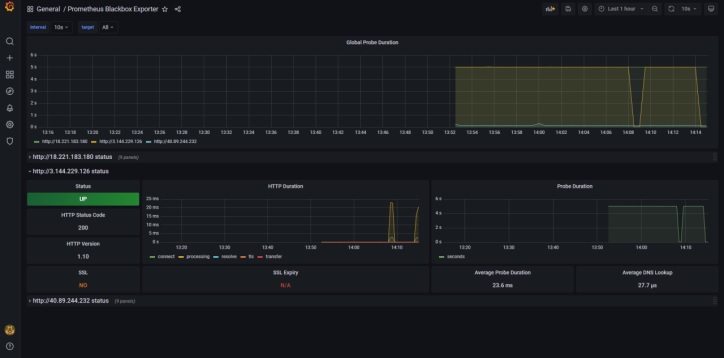 General / Prometheus Blackbox Exporter
Last 1 hour
10s
interval 10s target All
Global Probe Duration
6 s
5 s
4 s
3 s
2 s
1 s
0 s
13:16 13:18 13:20 13:22 13:24 13:26 13:28 13:30 13:32 13:34 13:36 13:38 13:40 13:42 13:44 13:46 13:48 13:50 13:52 13:54 13:56 13:58 14:00 14:02 14:04 14:06 14:08 14:10 14:12 14:14
http://18.221.183.180 http://3.144.229.126 http://40.89.244.232
http://18.221.183.180 status
http://3.144.229.126 status
Status
UP
HTTP Status Code
200
HTTP Version
1.10
SSL
NO
HTTP Duration
25 ms
20 ms
15 ms
10 ms
5 ms
0 s
13:20 13:30 13:40 13:50 14:00 14:10
connect processing resolve tls transfer
SSL Expiry
N/A
Probe Duration
6 s
4 s
2 s
0 s
13:20 13:30 13:40 13:50 14:00 14:10
seconds
Average Probe Duration
23.6 ms
Average DNS Lookup
27.7 µs
http://40.89.244.232 status